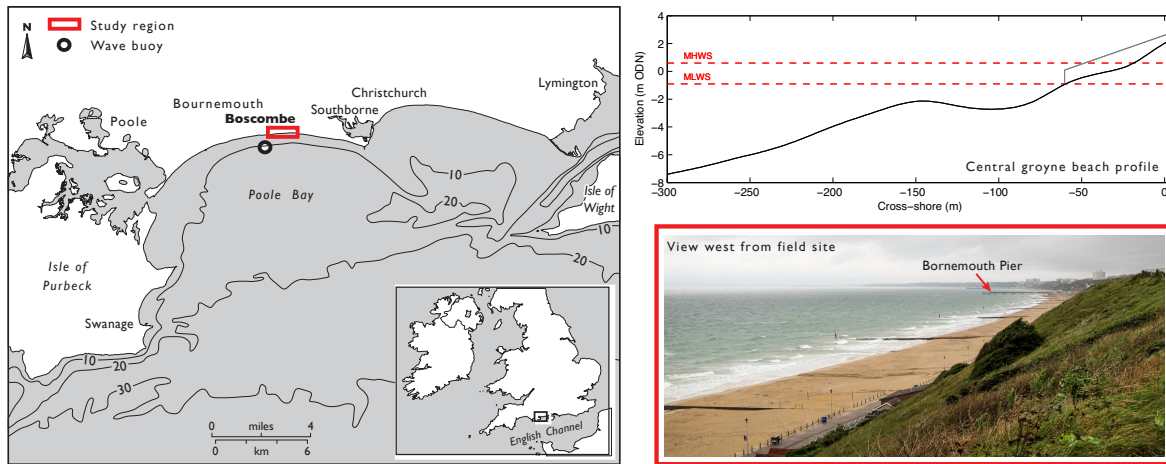 N
Study region
Wave buoy
Lymington
Christchurch
Bournemouth
Southborne
Boscombe
Poole
10
20
Isle of
Wight
Poole Bay
10
20
Isle of
Purbeck
Swanage
10
20
30
0 miles 4
0 km 6
English Channel
4
2
0
-2
-4
-6
-8
Elevation (m ODN)
MHWS
MLWS
Central groyne beach profile
-300 -250 -200 -150 -100 -50 0
Cross-shore (m)
View west from field site
Bornemouth Pier